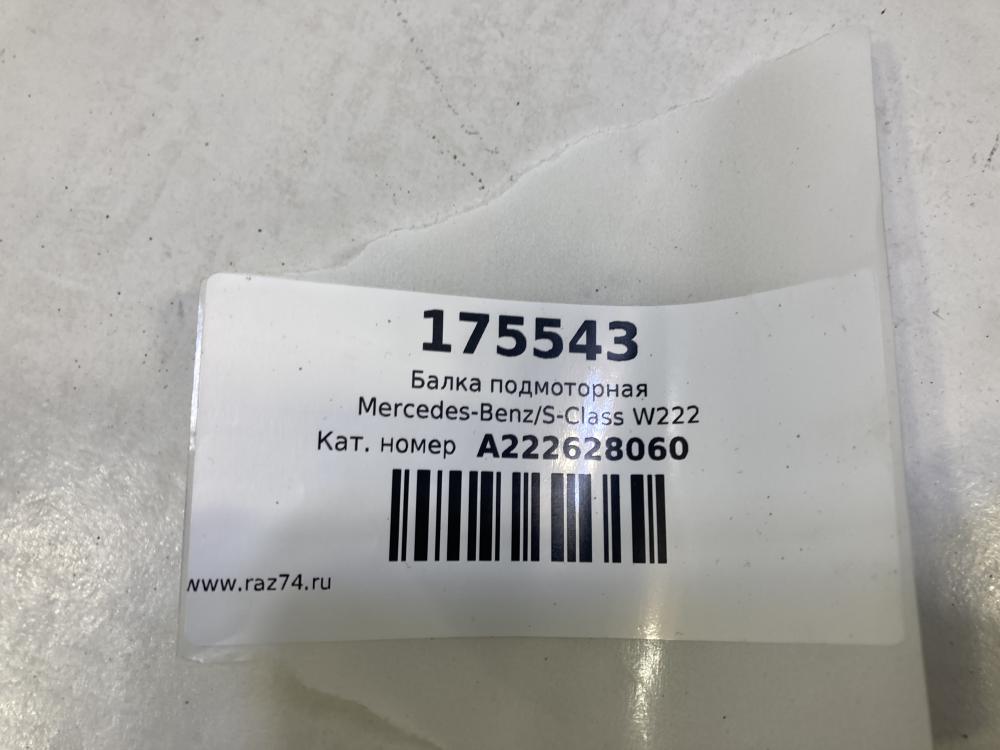 175543
Балка подмоторная
Mercedes-Benz/S-Class W222
Кат. номер A222628060
www.raz74.ru